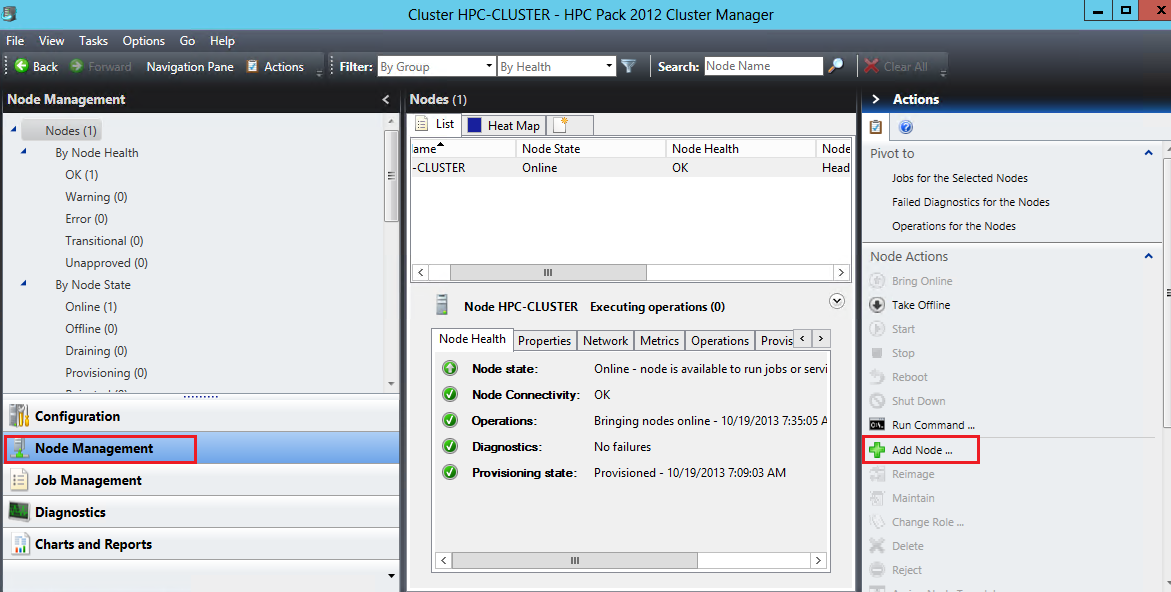 Cluster HPC-CLUSTER - HPC Pack 2012 Cluster Manager
File View Tasks Options Go Help
Back Forward Navigation Pane Actions Filter: By Group By Health Search: Node Name Clear All
Node Management
Nodes (1)
By Node Health
OK (1)
Warning (0)
Error (0)
Transitional (0)
Unapproved (0)
By Node State
Online (1)
Offline (0)
Draining (0)
Provisioning (0)
Configuration
Node Management
Job Management
Diagnostics
Charts and Reports
Nodes (1)
List Heat Map
ame Node State Node Health Node
-CLUSTER Online OK Head
Node HPC-CLUSTER Executing operations (0)
Node Health Properties Network Metrics Operations Provis
Node state: Online - node is available to run jobs or servi
Node Connectivity: OK
Operations: Bringing nodes online - 10/19/2013 7:35:05 A
Diagnostics: No failures
Provisioning state: Provisioned - 10/19/2013 7:09:03 AM
Actions
Pivot to
Jobs for the Selected Nodes
Failed Diagnostics for the Nodes
Operations for the Nodes
Node Actions
Bring Online
Take Offline
Start
Stop
Reboot
Shut Down
Run Command ...
Add Node ...
Reimage
Maintain
Change Role ...
Delete
Reject